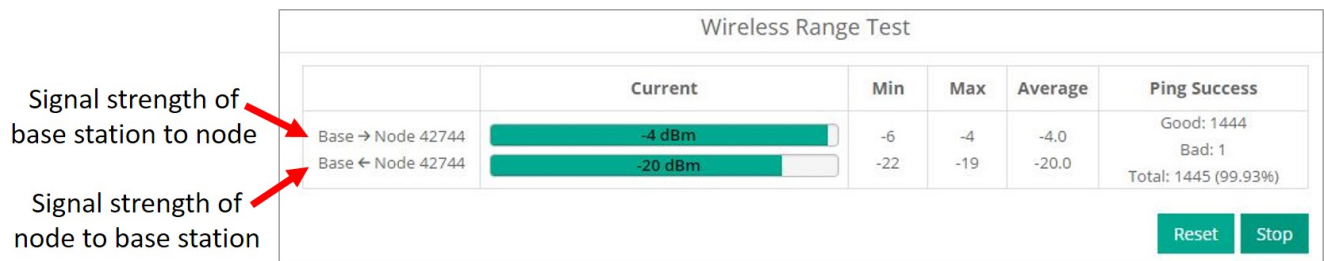 Wireless Range Test
Current Min Max Average Ping Success
Signal strength of
base station to node
Base → Node 42744 -4 dBm -6 -4 -4.0 Good: 1444
Bad: 1
Base ← Node 42744 -20 dBm -22 -19 -20.0 Total: 1445 (99.93%)
Signal strength of
node to base station
Reset Stop